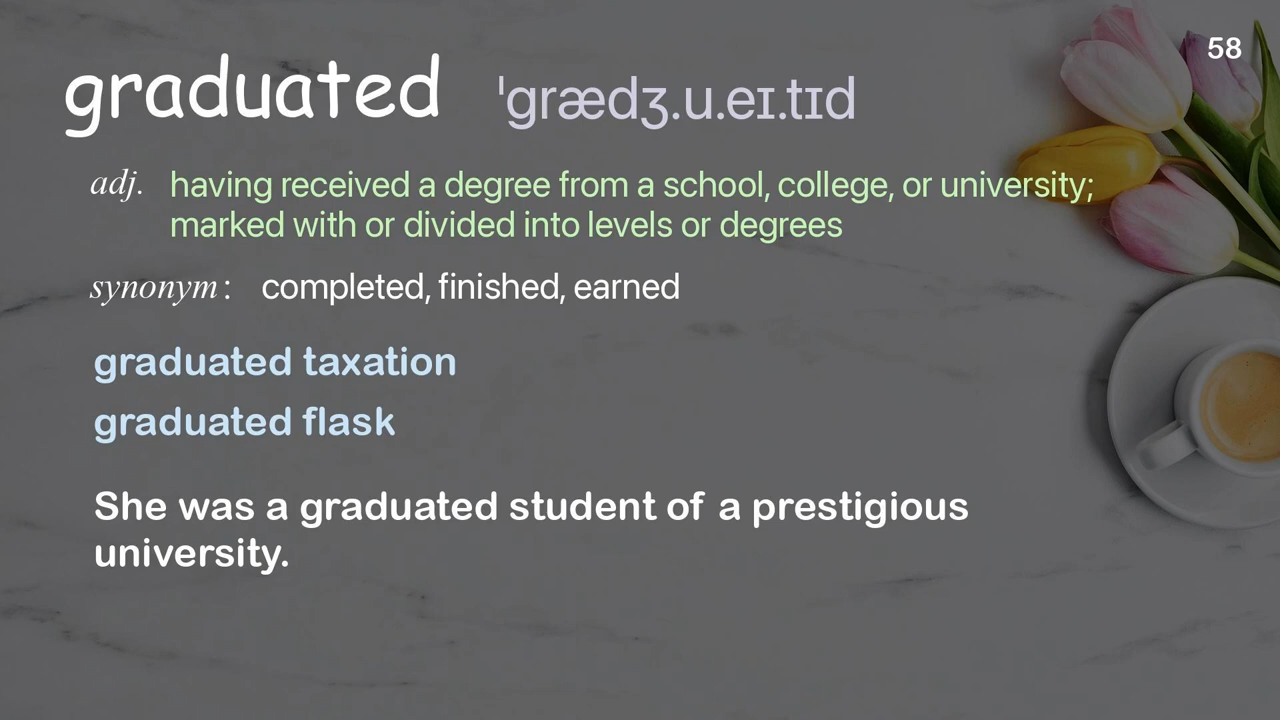 58
graduated ˈɡrædʒ.u.eɪ.tɪd
adj. having received a degree from a school, college, or university;
marked with or divided into levels or degrees
synonym: completed, finished, earned
graduated taxation
graduated flask
She was a graduated student of a prestigious
university.